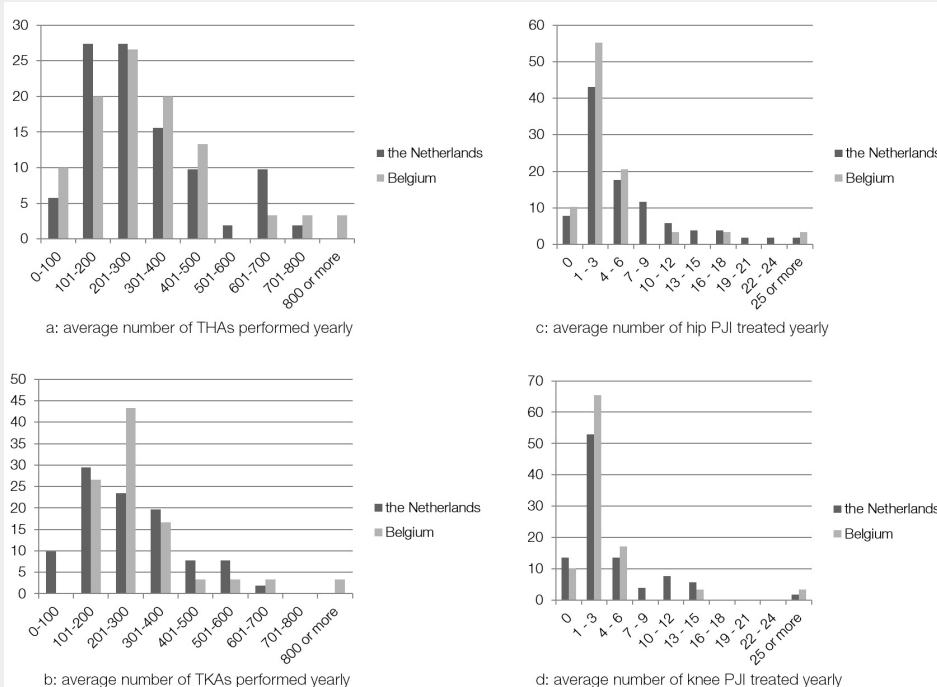 30
25
20
15
10
5
0
0-100
101-200
201-300
301-400
401-500
501-600
601-700
701-800
800 or more
the Netherlands
Belgium
a: average number of THAs performed yearly
60
50
40
30
20
10
0
0
1 - 3
4 - 6
7 - 9
10 - 12
13 - 15
16 - 18
19 - 21
22 - 24
25 or more
the Netherlands
Belgium
c: average number of hip PJI treated yearly
50
45
40
35
30
25
20
15
10
5
0
0-100
101-200
201-300
301-400
401-500
501-600
601-700
701-800
800 or more
the Netherlands
Belgium
b: average number of TKAs performed yearly
70
60
50
40
30
20
10
0
0
1 - 3
4 - 6
7 - 9
10 - 12
13 - 15
16 - 18
19 - 21
22 - 24
25 or more
the Netherlands
Belgium
d: average number of knee PJI treated yearly